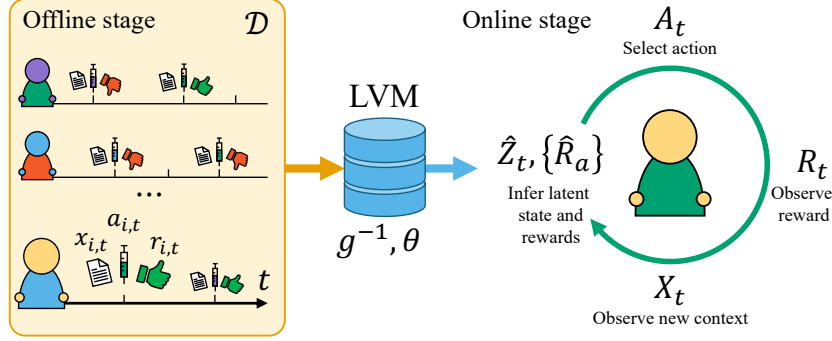 Offline stage
𝒟
...
a_{i,t}
x_{i,t}
r_{i,t}
t
LVM
g^{-1}, θ
Online stage
A_t
Select action
Ẑ_t, {R̂_a}
Infer latent
state and
rewards
R_t
Observe
reward
X_t
Observe new context